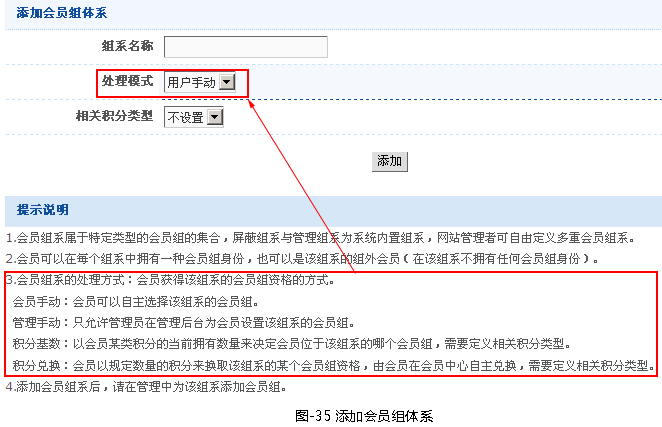 添加会员组体系
组系名称
处理模式 用户手动
相关积分类型 不设置
添加
提示说明
1.会员组系属于特定类型的会员组的集合，屏蔽组系与管理组系为系统内置组系，网站管理者可自由定义多重会员组系。
2.会员可以在每个组系中拥有一种会员组身份，也可以是该组系的组外会员（在该组系不拥有任何会员组身份）。
3.会员组系的处理方式：会员获得该组系的会员组资格的方式。
会员手动：会员可以自主选择该组系的会员组。
管理手动：只允许管理员在管理后台为会员设置该组系的会员组。
积分基数：以会员某类积分的当前拥有数量来决定会员位于该组系的哪个会员组，需要定义相关积分类型。
积分兑换：会员以规定数量的积分来换取该组系的某个会员组资格，由会员在会员中心自主兑换，需要定义相关积分类型。
4.添加会员组系后，请在管理中为该组系添加会员组。
图-35 添加会员组体系